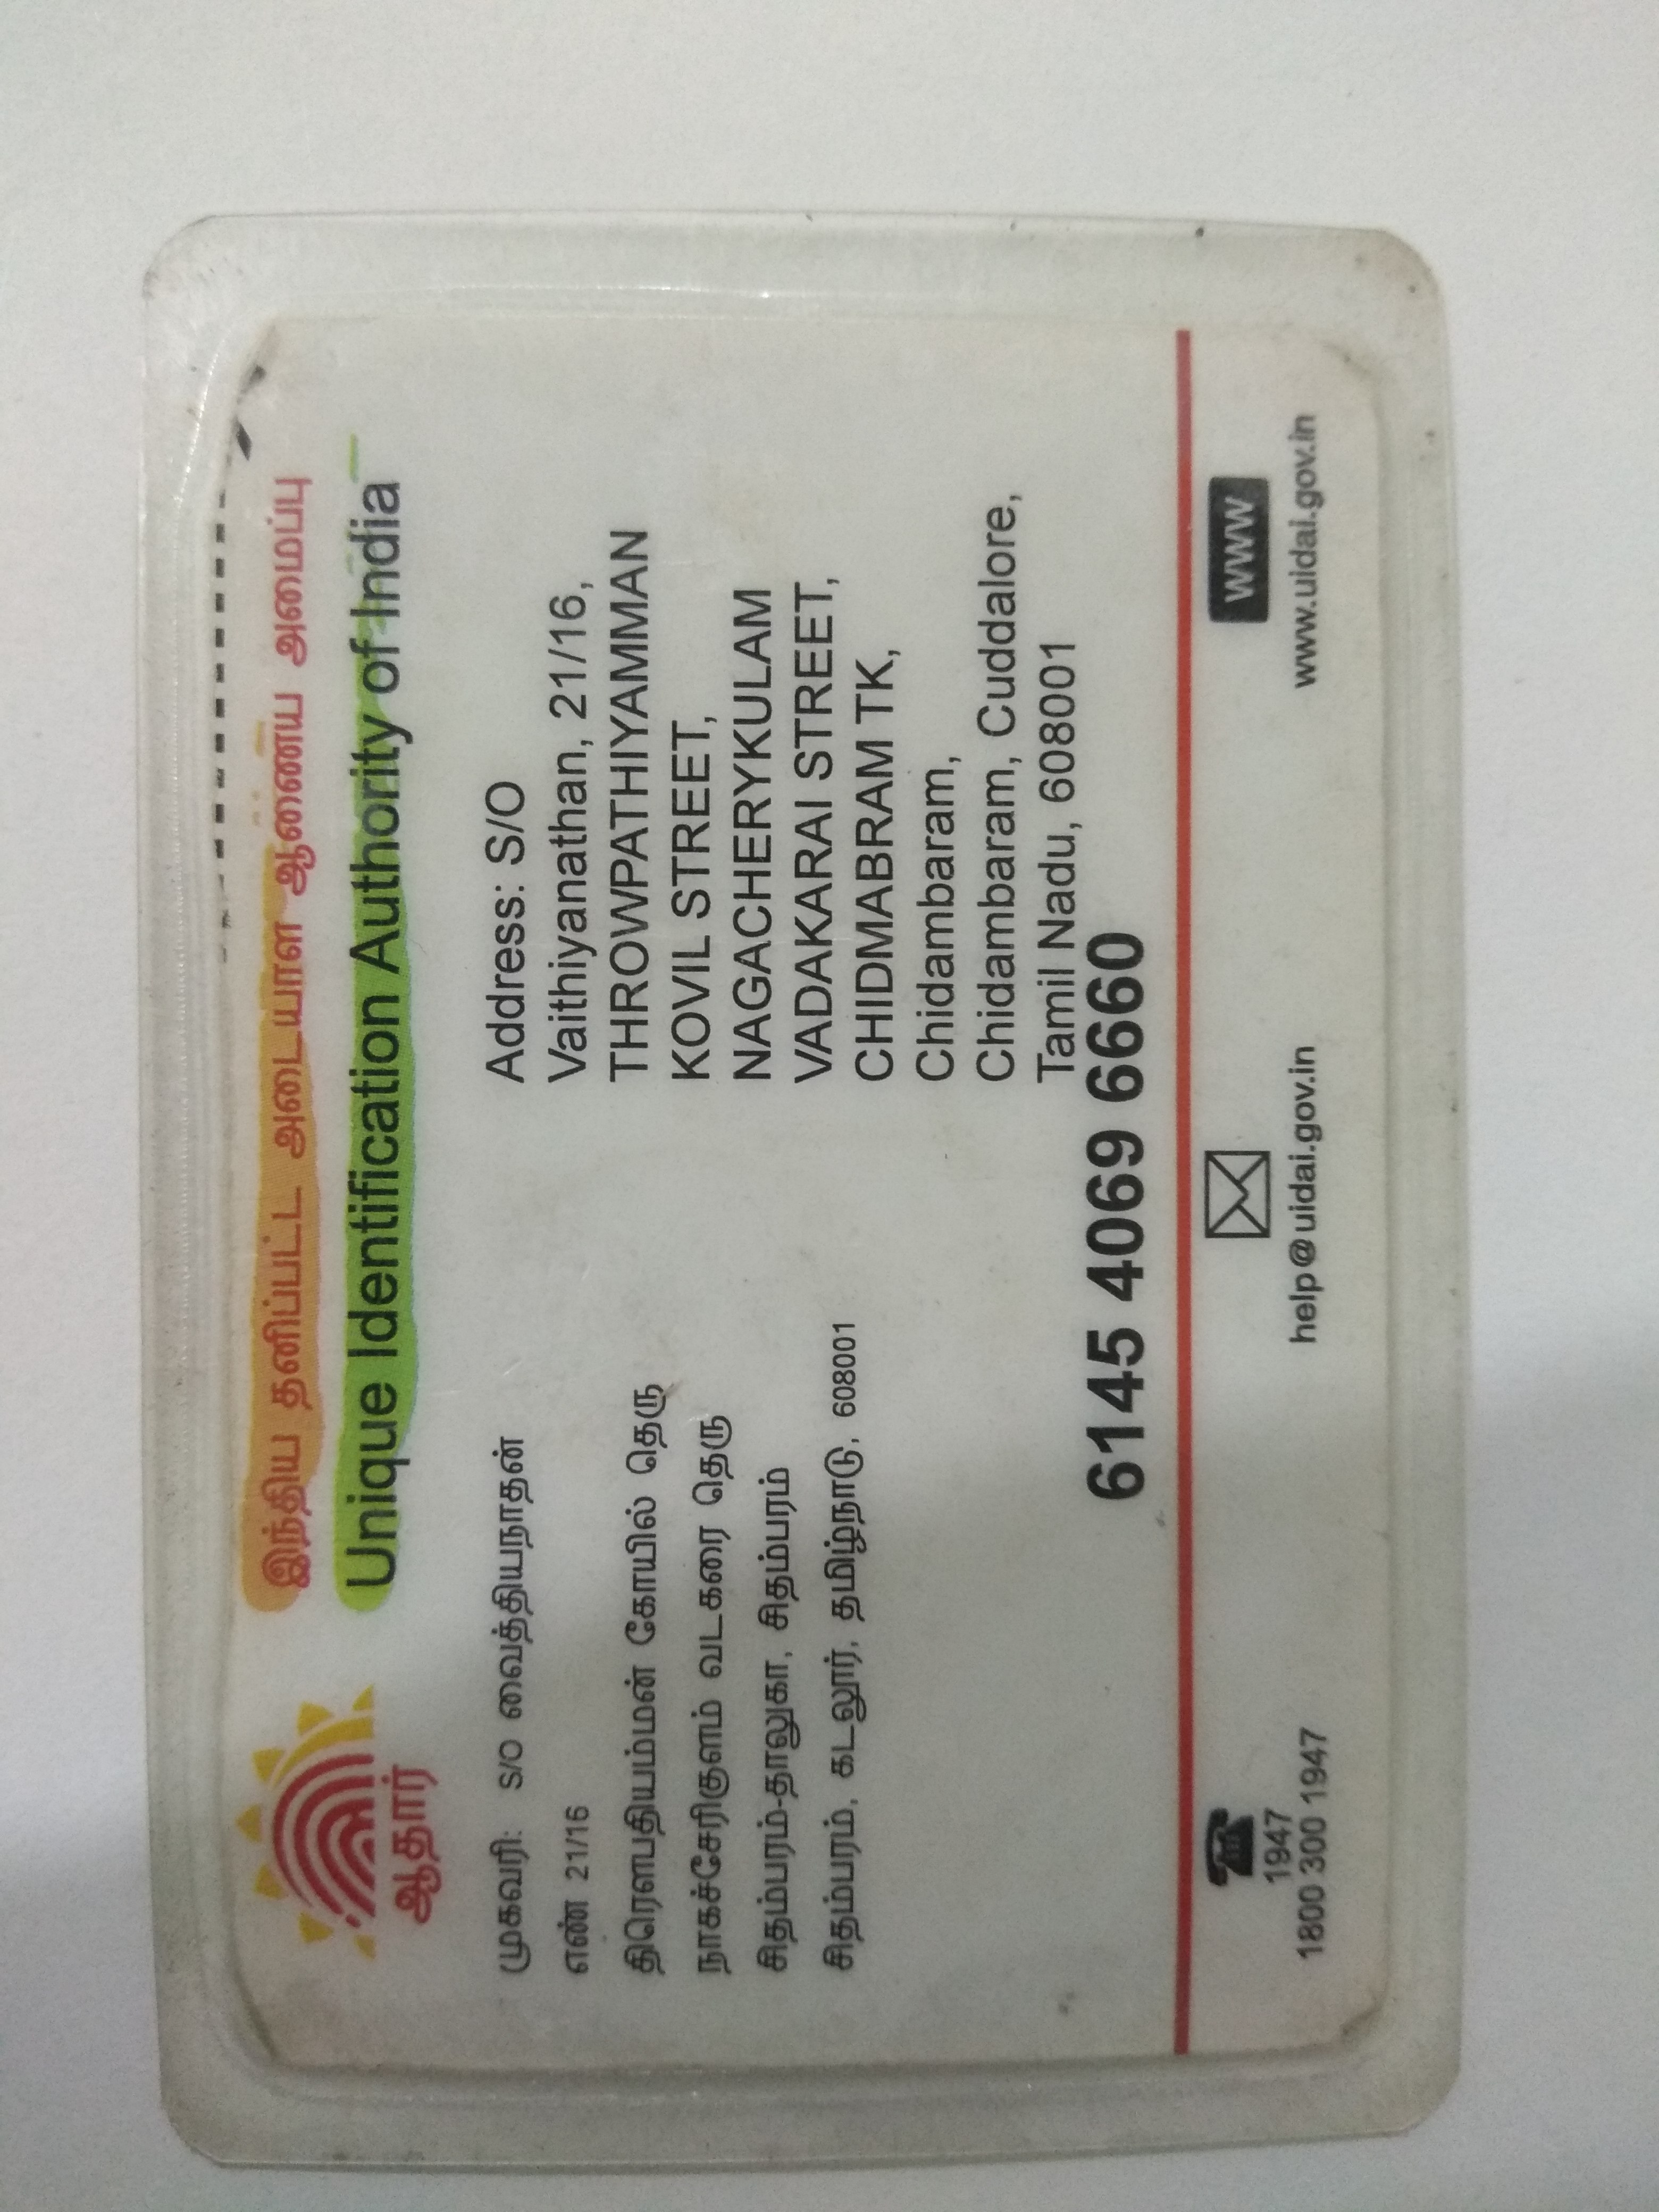 இந்திய தனிப்பட்ட அடையாள ஆணைய அமைப்பு
Unique Identification Authority of India
ஆதார்
முகவரி: S/O வைத்தியநாதன்
எண் 21/16
திரௌபதியம்மன் கோயில் தெரு
நாகச்சேரிகுளம் வடகரை தெரு
சிதம்பரம்-தாலுகா, சிதம்பரம்
சிதம்பரம், கடலூர், தமிழ்நாடு, 608001
Address: S/O
Vaithiyanathan, 21/16,
THROWPATHIYAMMAN
KOVIL STREET,
NAGACHERYKULAM
VADAKARAI STREET,
CHIDMABRAM TK,
Chidambaram,
Chidambaram, Cuddalore,
Tamil Nadu, 608001
6145 4069 6660
1947
1800 300 1947
help@uidai.gov.in
WWW
www.uidai.gov.in